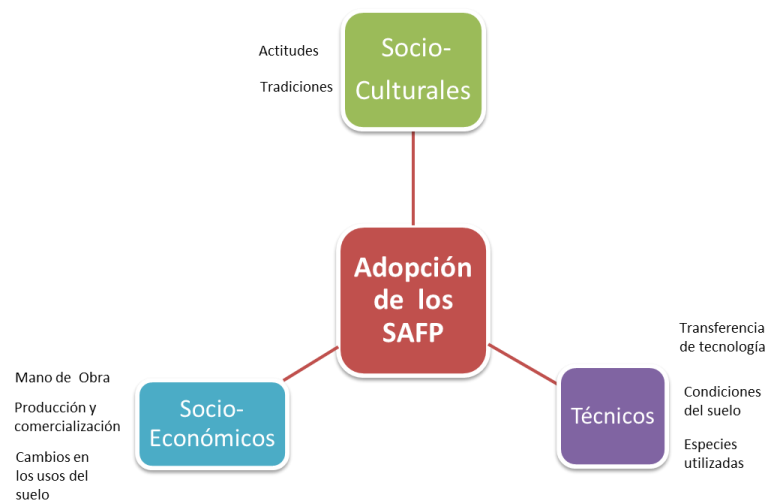 Actitudes
Tradiciones
Socio-
Culturales
Adopción
de los
SAFP
Mano de Obra
Producción y
comercialización
Cambios en
los usos del
suelo
Socio-
Económicos
Técnicos
Transferencia
de tecnología
Condiciones
del suelo
Especies
utilizadas